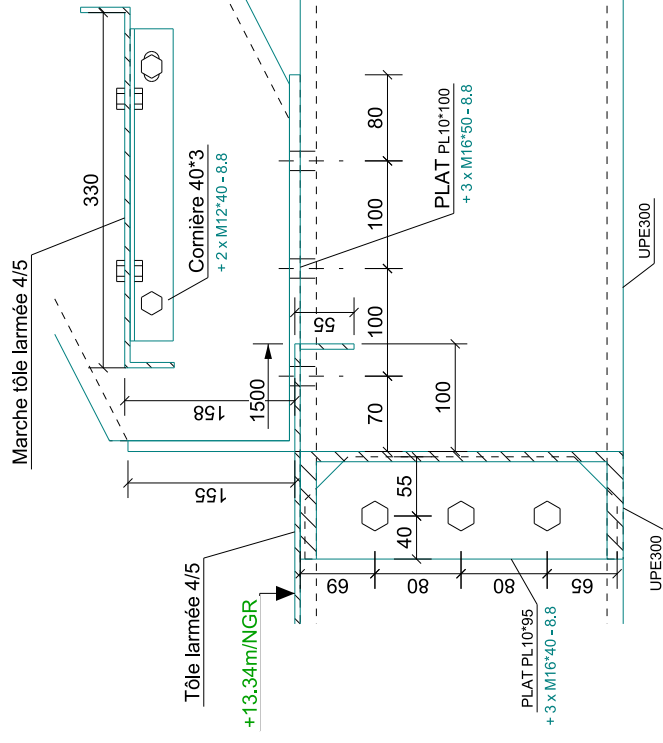 330
Marche tôle larmée 4/5
Cornière 40*3
+ 2 x M12*40 - 8.8
158
155
1500
55
80
100
100
70
100
PLAT PL10*100
+ 3 x M16*50 - 8.8
Tôle larmée 4/5
+13.34m/NGR
55
40
69
80
80
65
PLAT PL10*95
+ 3 x M16*40 - 8.8
UPE300
UPE300